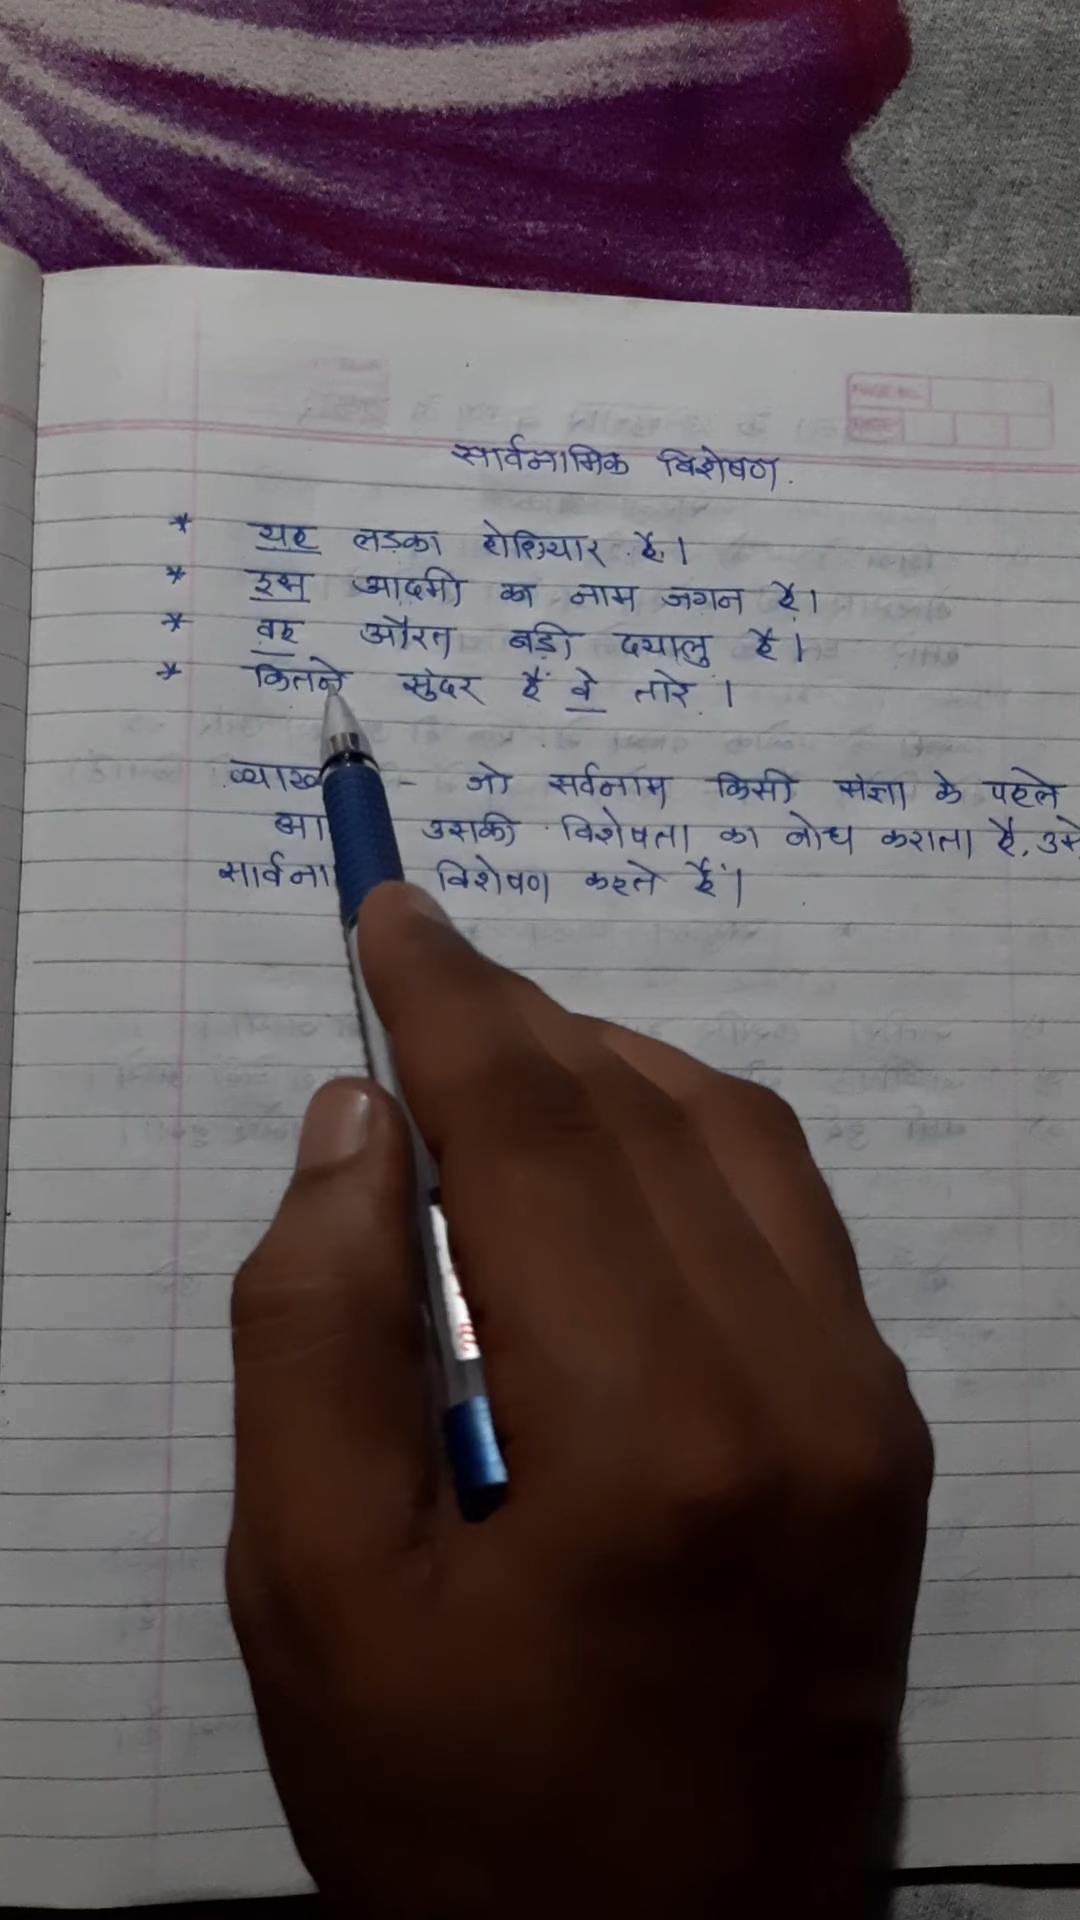 सार्वनामिक विशेषण.
* यह लड़का होशियार है।
* इस आदमी का नाम जगन है।
* वह औरत बड़ी दयालु है।
* कितने सुंदर हैं वे तारे।
- जो सर्वनाम किसी संज्ञा के पहले
उसकी विशेषता का बोध कराता है, उसे
विशेषण कहते हैं।